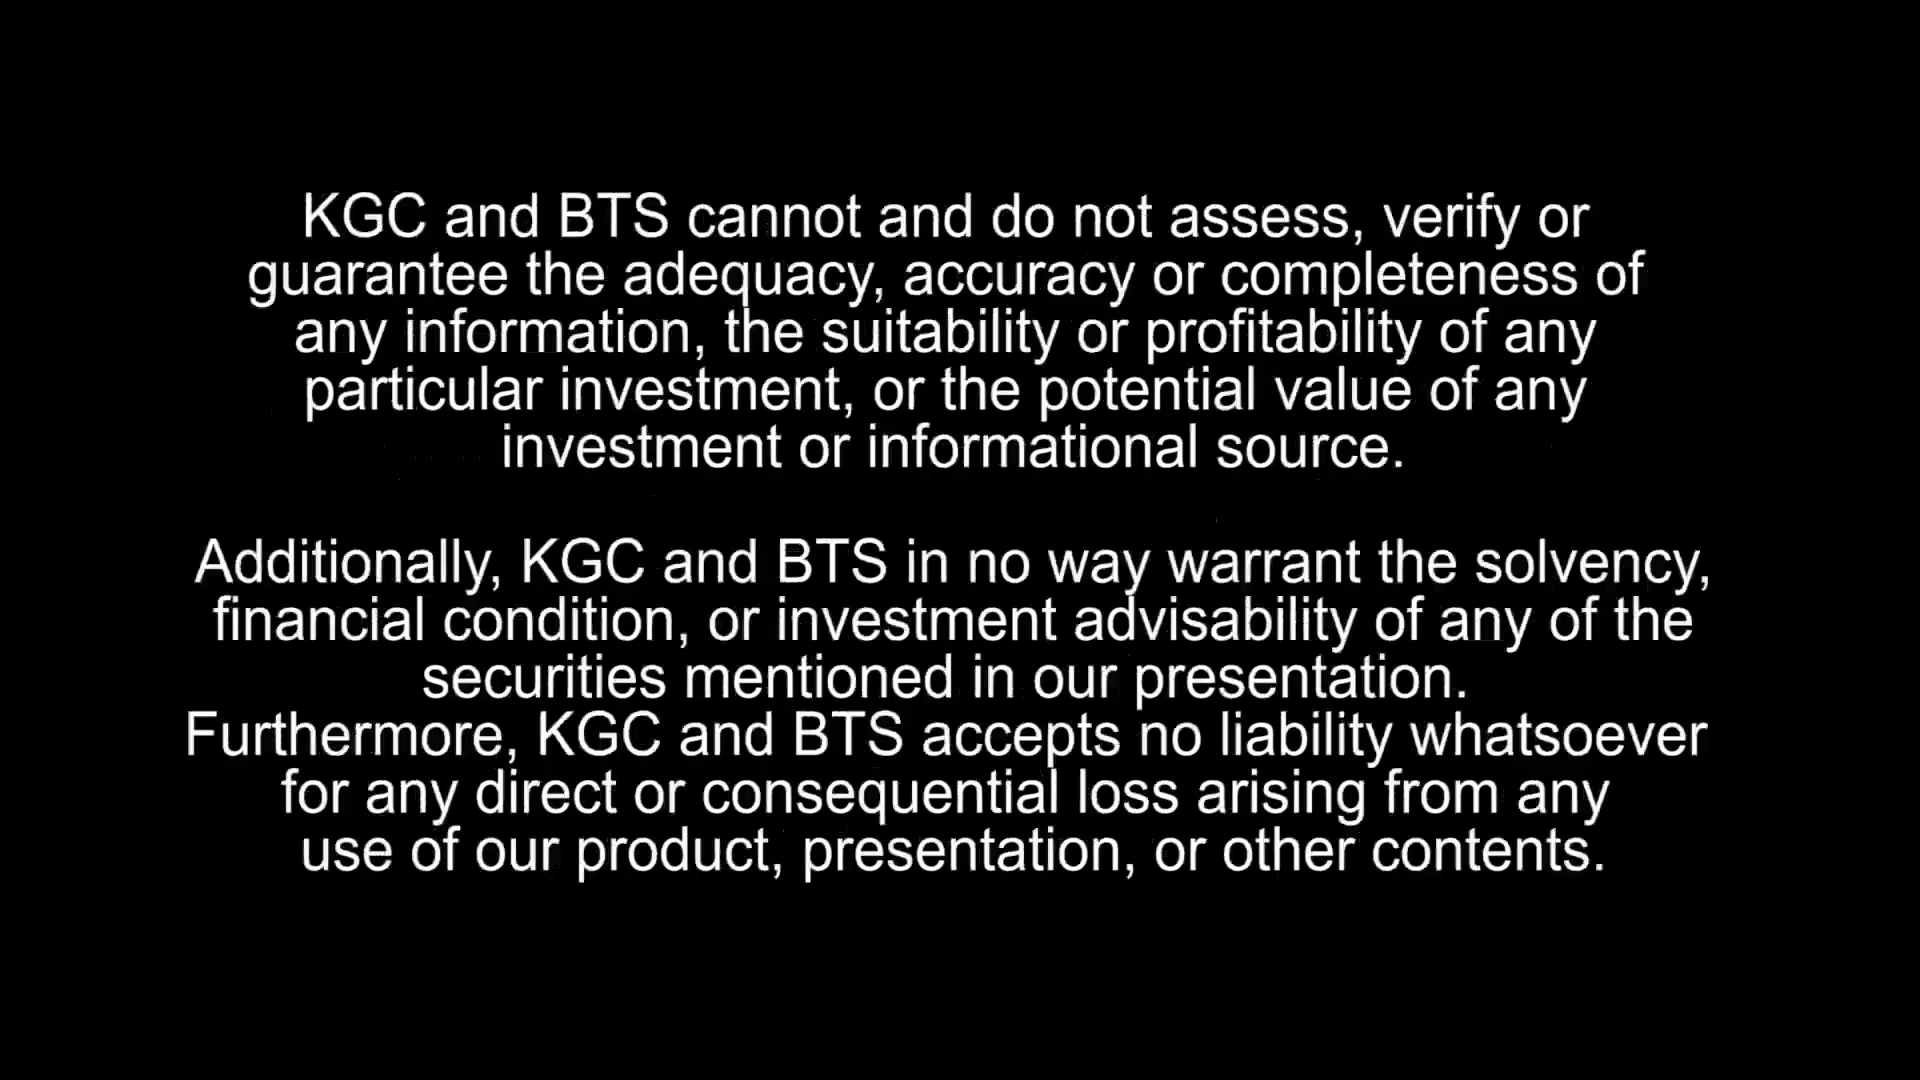 KGC and BTS cannot and do not assess, verify or
guarantee the adequacy, accuracy or completeness of
any information, the suitability or profitability of any
particular investment, or the potential value of any
investment or informational source.
Additionally, KGC and BTS in no way warrant the solvency,
financial condition, or investment advisability of any of the
securities mentioned in our presentation.
Furthermore, KGC and BTS accepts no liability whatsoever
for any direct or consequential loss arising from any
use of our product, presentation, or other contents.